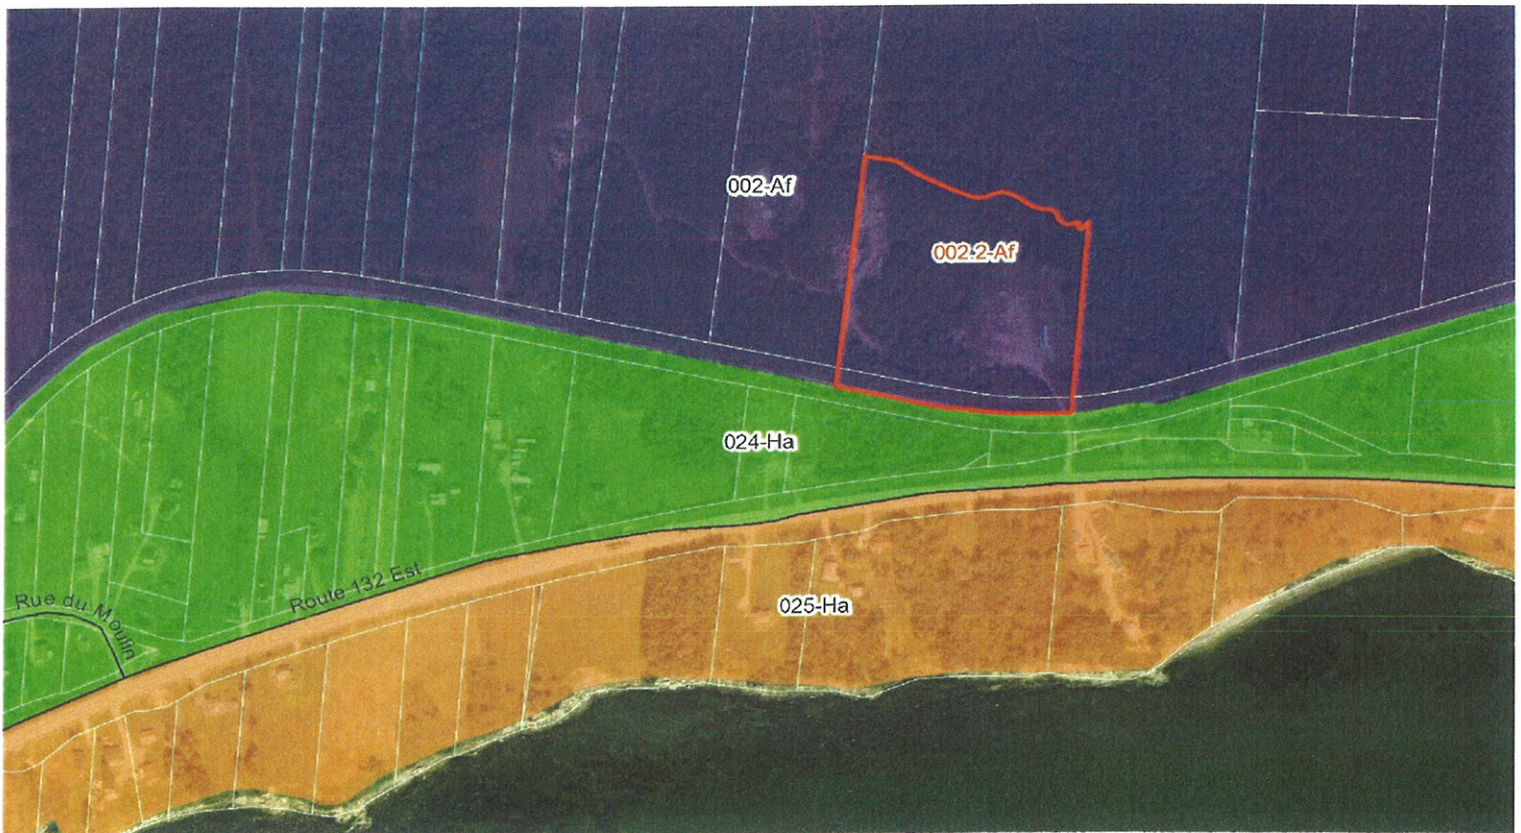 002-Af
002.2-Af
024-Ha
Route 132 Est
Rue du Moulin
025-Ha